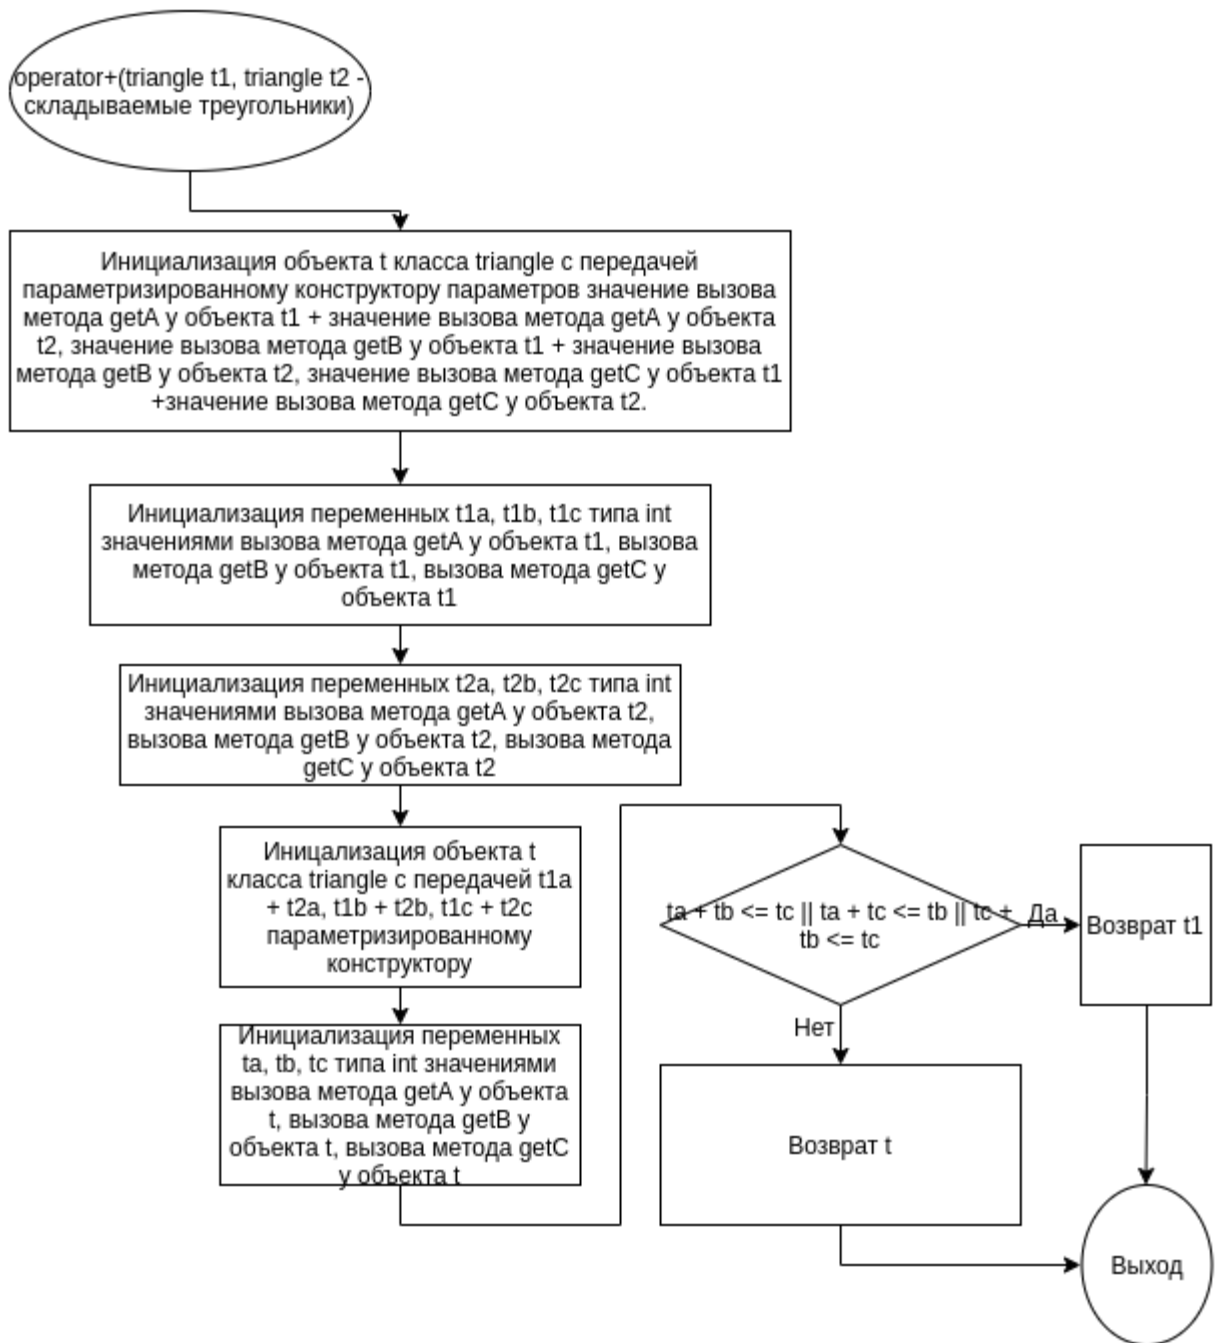 operator+(triangle t1, triangle t2 -
складываемые треугольники)
Инициализация объекта t класса triangle с передачей
параметризированному конструктору параметров значение вызова
метода getA у объекта t1 + значение вызова метода getA у объекта
t2, значение вызова метода getB у объекта t1 + значение вызова
метода getB у объекта t2, значение вызова метода getC у объекта t1
+значение вызова метода getC у объекта t2.
Инициализация переменных t1a, t1b, t1c типа int
значениями вызова метода getA у объекта t1, вызова
метода getB у объекта t1, вызова метода getC у
объекта t1
Инициализация переменных t2a, t2b, t2c типа int
значениями вызова метода getA у объекта t2,
вызова метода getB у объекта t2, вызова метода
getC у объекта t2
Иницализация объекта t
класса triangle с передачей t1a
+ t2a, t1b + t2b, t1c + t2c
параметризированному
конструктору
Инициализация переменных
ta, tb, tc типа int значениями
вызова метода getA у объекта
t, вызова метода getB у
объекта t, вызова метода getC
у объекта t
ta + tb <= tc || ta + tc <= tb || tc +
tb <= tc
Да
Возврат t1
Нет
Возврат t
Выход